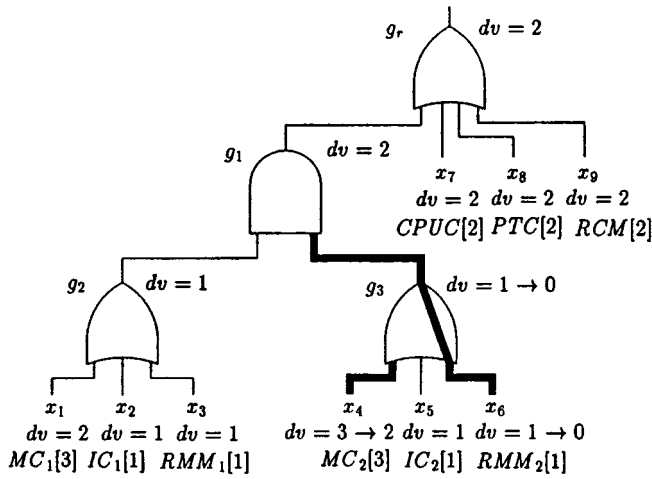 g_r dv = 2
g_1 dv = 2
x_7 x_8 x_9
dv = 2 dv = 2 dv = 2
CPUC[2] PTC[2] RCM[2]
g_2 dv = 1 g_3 dv = 1 → 0
x_1 x_2 x_3 x_4 x_5 x_6
dv = 2 dv = 1 dv = 1 dv = 3 → 2 dv = 1 dv = 1 → 0
MC_1[3] IC_1[1] RMM_1[1] MC_2[3] IC_2[1] RMM_2[1]